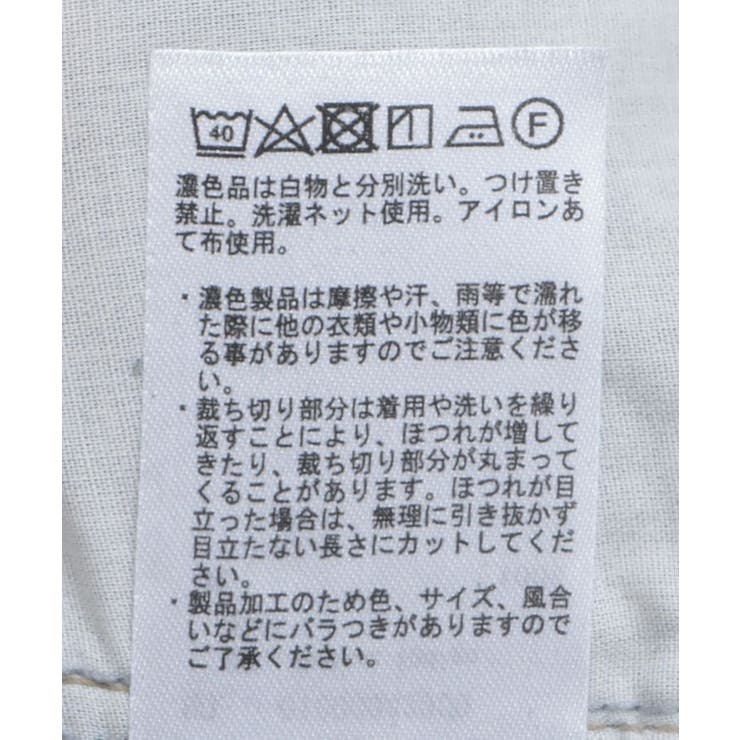 40 F
濃色品は白物と分別洗い。つけ置き
禁止。洗濯ネット使用。アイロンあ
て布使用。
・濃色製品は摩擦や汗、雨等で濡れ
た際に他の衣類や小物類に色が移
る事がありますのでご注意くださ
い。
・裁ち切り部分は着用や洗いを繰り
返すことにより、ほつれが増して
きたり、裁ち切り部分が丸まって
くることがあります。ほつれが目
立った場合は、無理に引き抜かず
目立たない長さにカットしてくだ
さい。
・製品加工のため色、サイズ、風合
いなどにバラつきがありますので
ご了承ください。